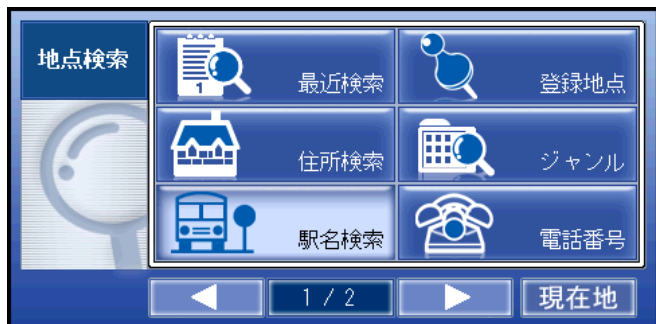 地点検索
最近検索
登録地点
住所検索
ジャンル
駅名検索
電話番号
1 / 2
現在地
1